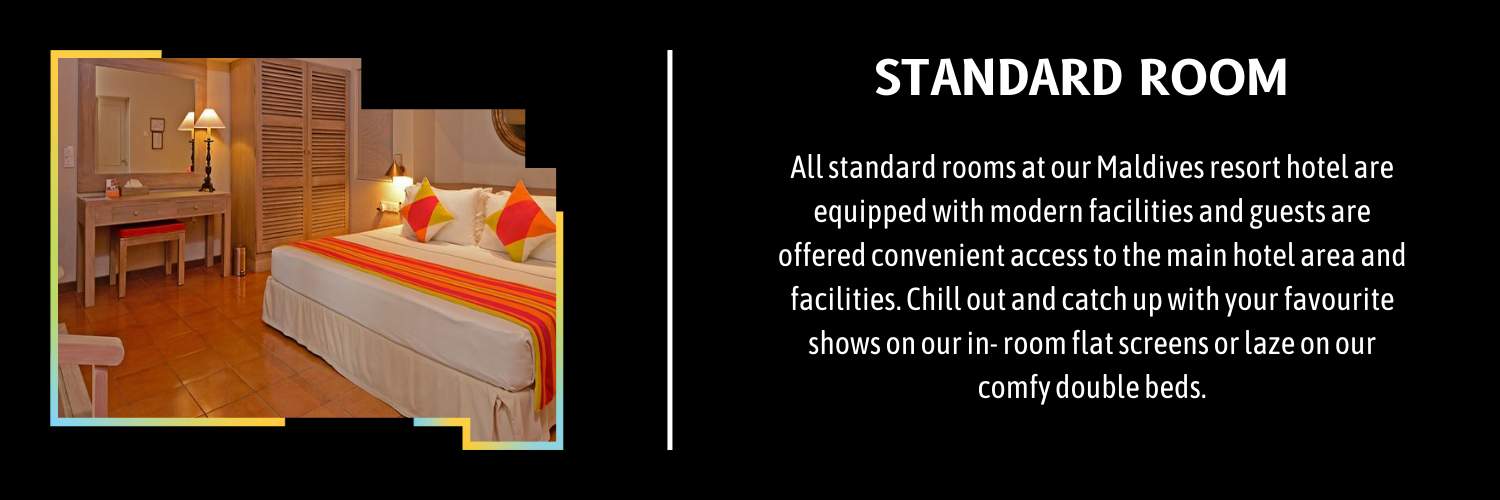 STANDARD ROOM
All standard rooms at our Maldives resort hotel are
equipped with modern facilities and guests are
offered convenient access to the main hotel area and
facilities. Chill out and catch up with your favourite
shows on our in- room flat screens or laze on our
comfy double beds.